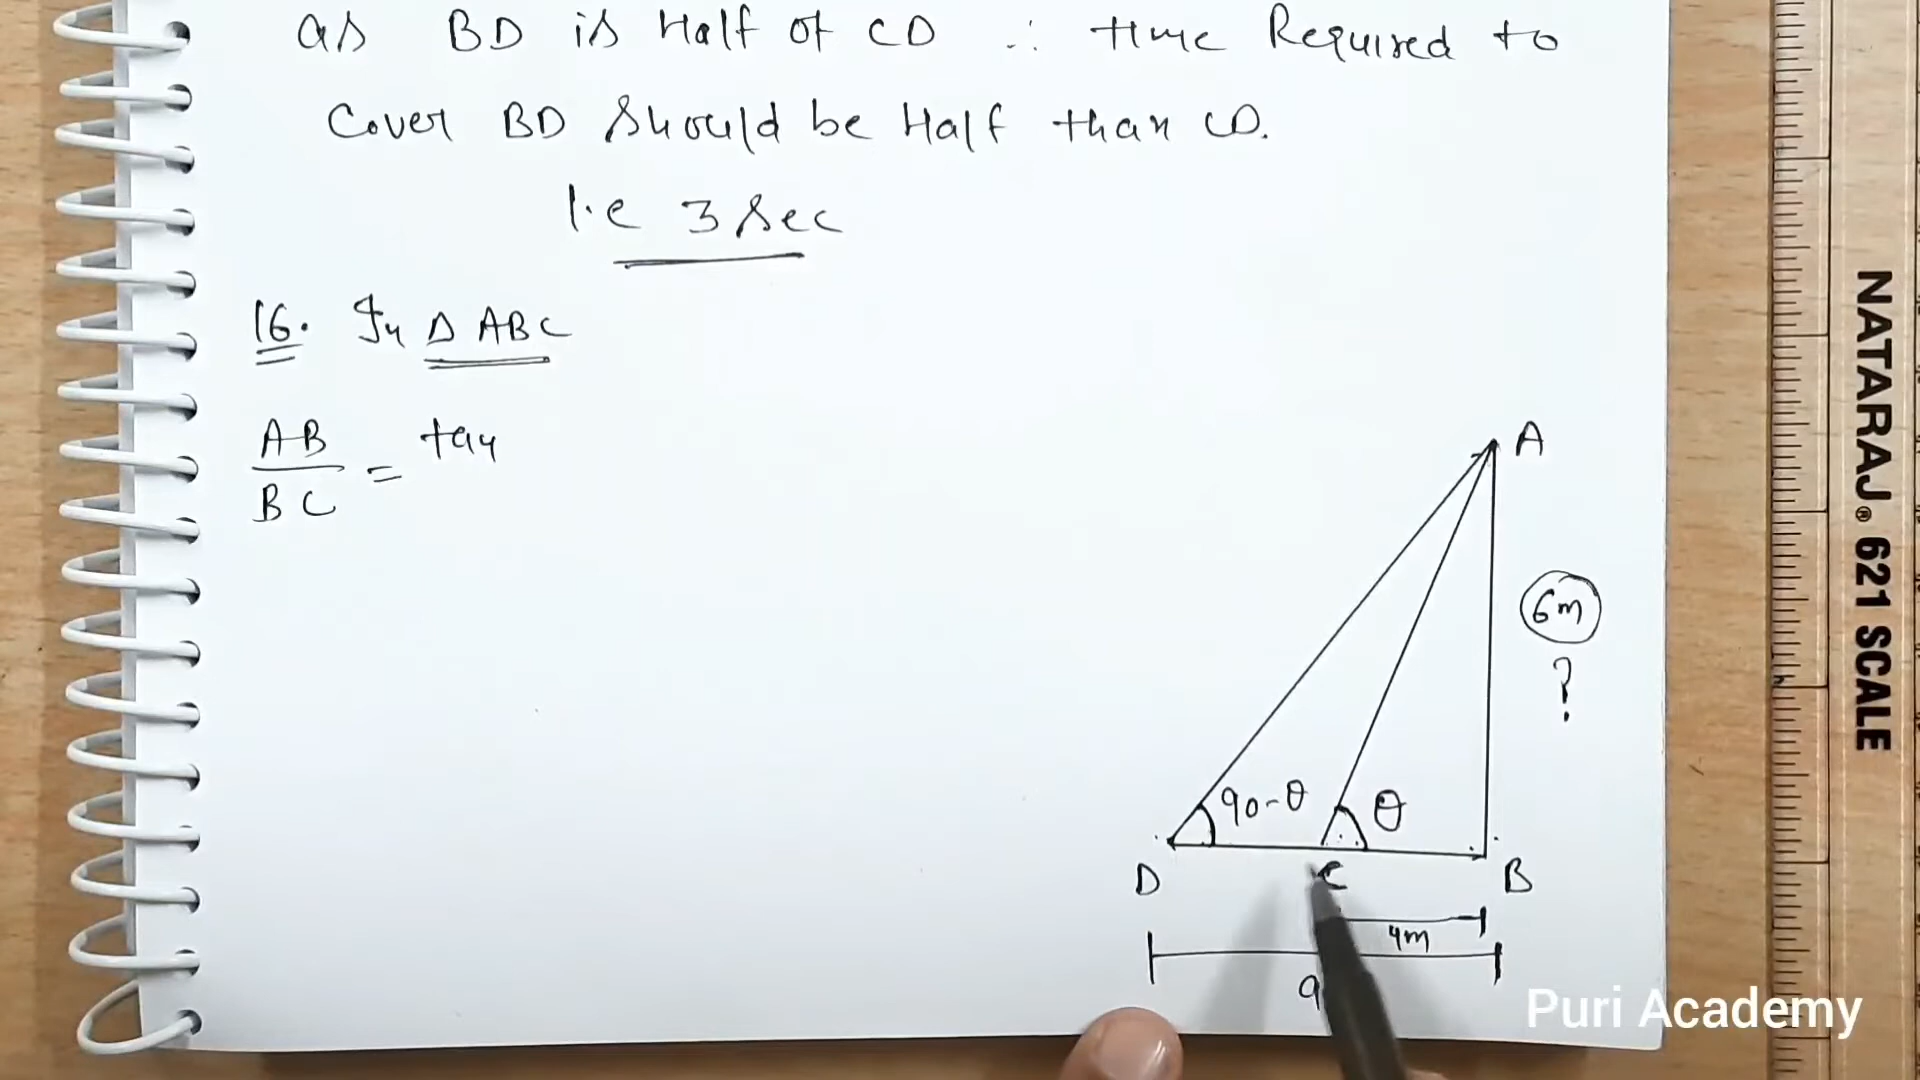 as BD is Half of CD ∴ time Required to
Cover BD Should be Half than CD.
I.e 3 Sec
16. In Δ ABC
AB
BC
= tan
A
6m
?
90-θ
θ
D
C
B
4m
9
Puri Academy
NATARAJ® 621 SCALE